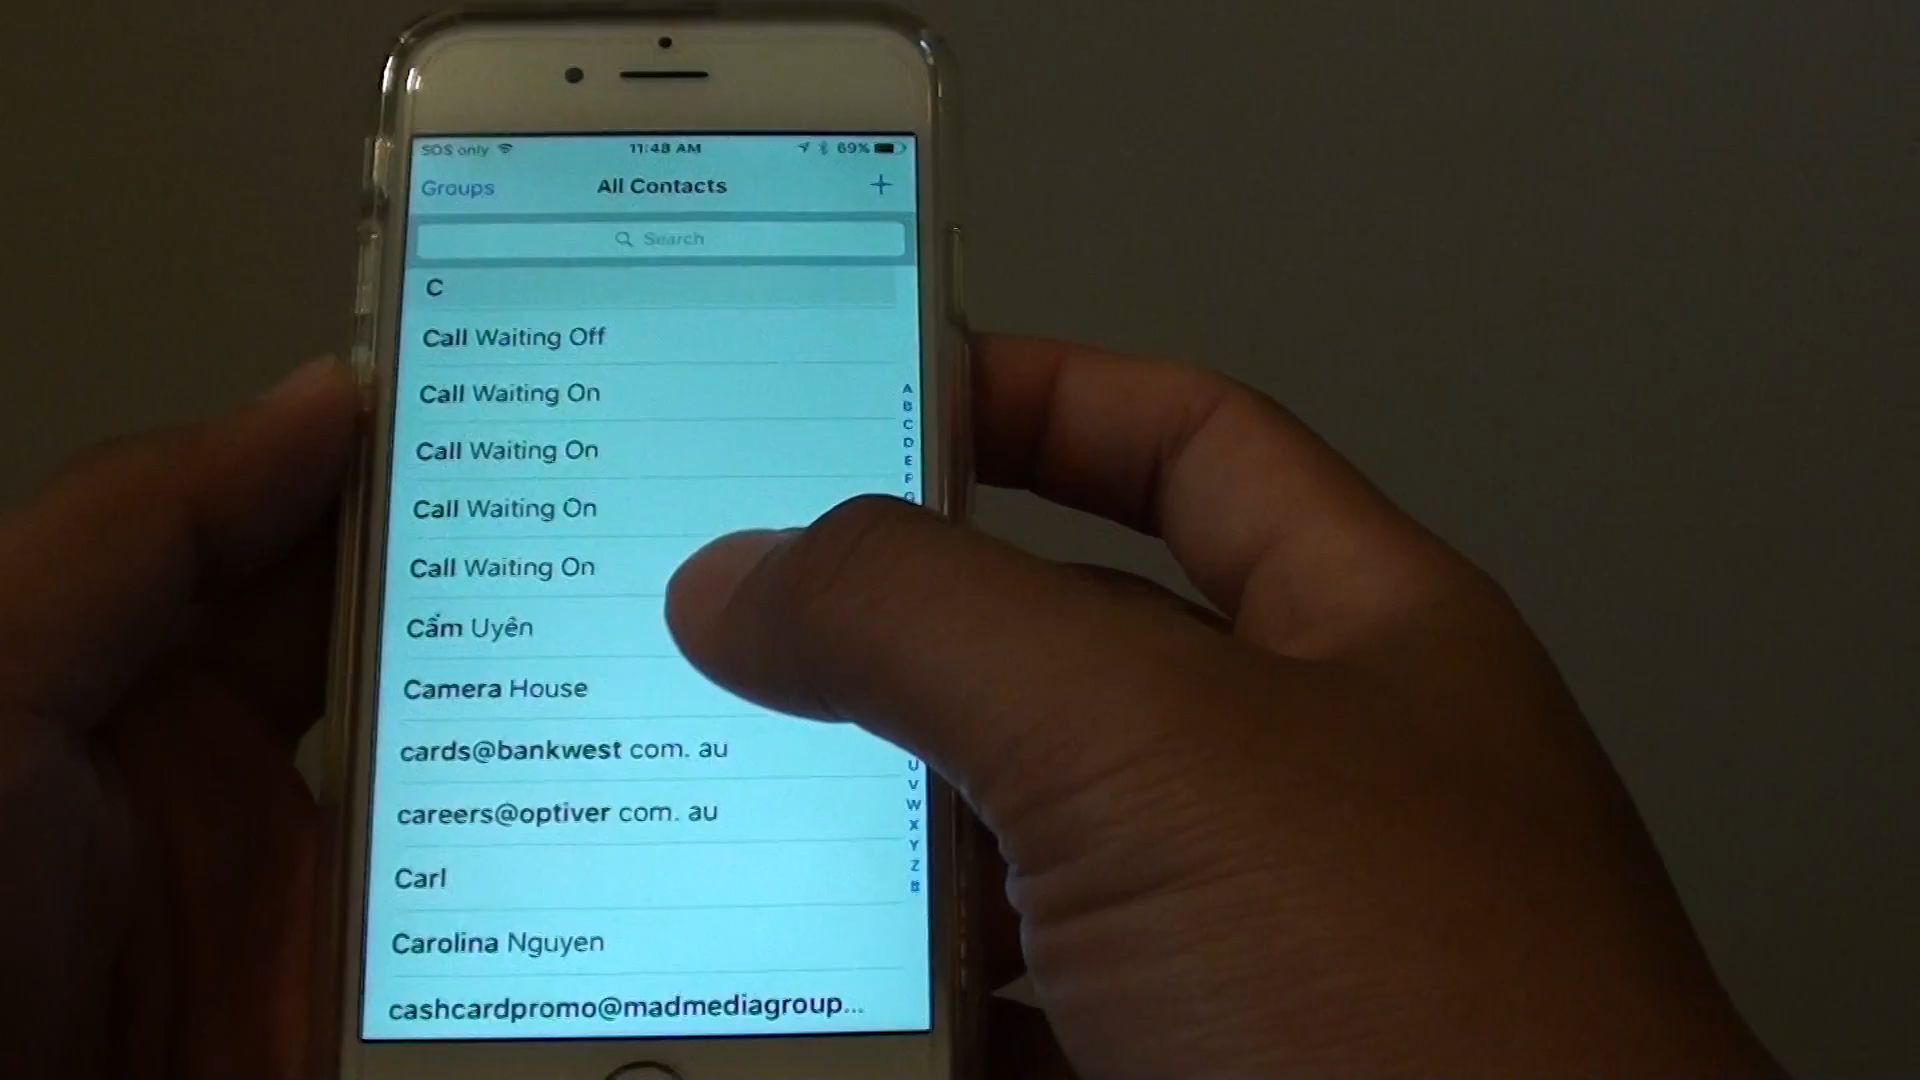 SOS only 11:48 AM 69%
Groups All Contacts +
Search
C
Call Waiting Off
Call Waiting On
Call Waiting On
Call Waiting On
Call Waiting On
Cẩm Uyên
Camera House
cards@bankwest com. au
careers@optiver com. au
Carl
Carolina Nguyen
cashcardpromo@madmediagroup...
A
B
C
D
E
F
G
U
V
W
X
Y
Z
#